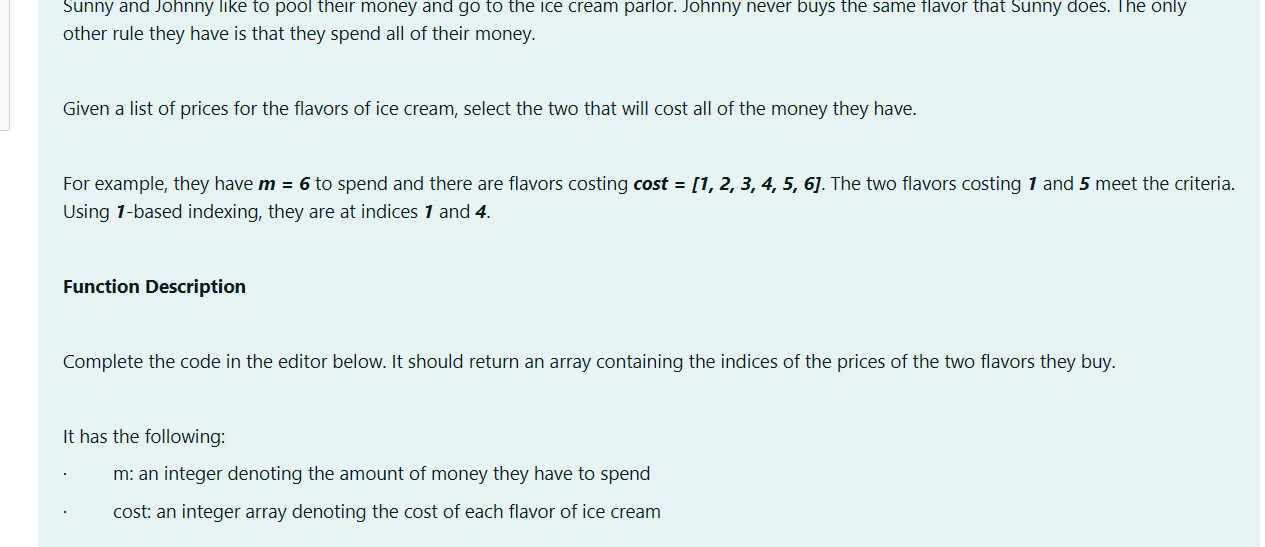 Sunny and Johnny like to pool their money and go to the ice cream parlor. Johnny never buys the same flavor that Sunny does. The only
other rule they have is that they spend all of their money.
Given a list of prices for the flavors of ice cream, select the two that will cost all of the money they have.
For example, they have m = 6 to spend and there are flavors costing cost = [1, 2, 3, 4, 5, 6]. The two flavors costing 1 and 5 meet the criteria.
Using 1-based indexing, they are at indices 1 and 4.
Function Description
Complete the code in the editor below. It should return an array containing the indices of the prices of the two flavors they buy.
It has the following:
· m: an integer denoting the amount of money they have to spend
· cost: an integer array denoting the cost of each flavor of ice cream